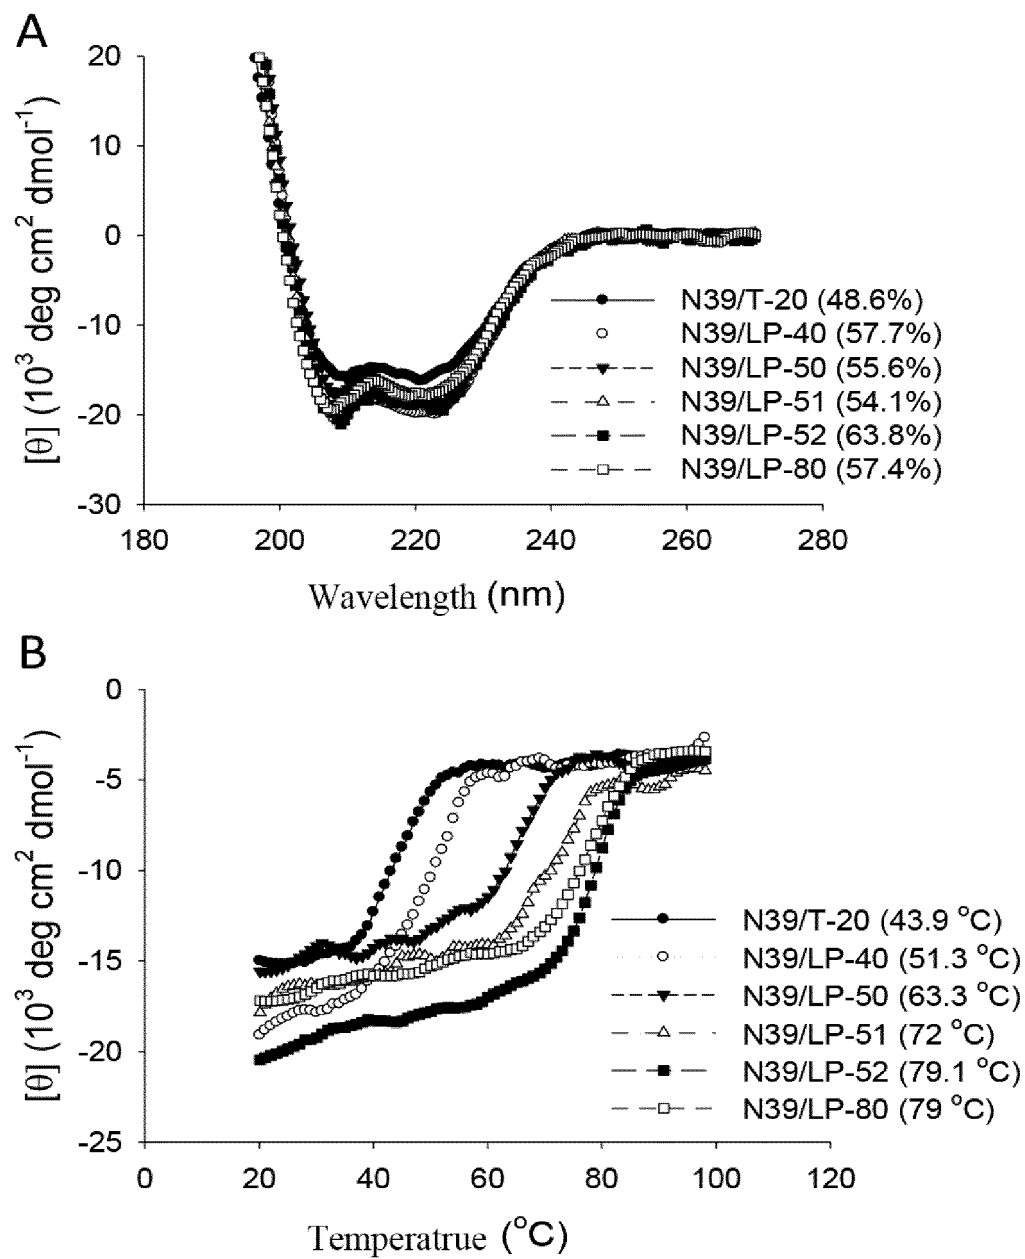 A
20
10
0
-10
-20
-30
[θ] (10³ deg cm² dmol⁻¹)
N39/T-20 (48.6%)
N39/LP-40 (57.7%)
N39/LP-50 (55.6%)
N39/LP-51 (54.1%)
N39/LP-52 (63.8%)
N39/LP-80 (57.4%)
180 200 220 240 260 280
Wavelength (nm)
B
0
-5
-10
-15
-20
-25
[θ] (10³ deg cm² dmol⁻¹)
N39/T-20 (43.9 °C)
N39/LP-40 (51.3 °C)
N39/LP-50 (63.3 °C)
N39/LP-51 (72 °C)
N39/LP-52 (79.1 °C)
N39/LP-80 (79 °C)
0 20 40 60 80 100 120
Temperatrue (°C)